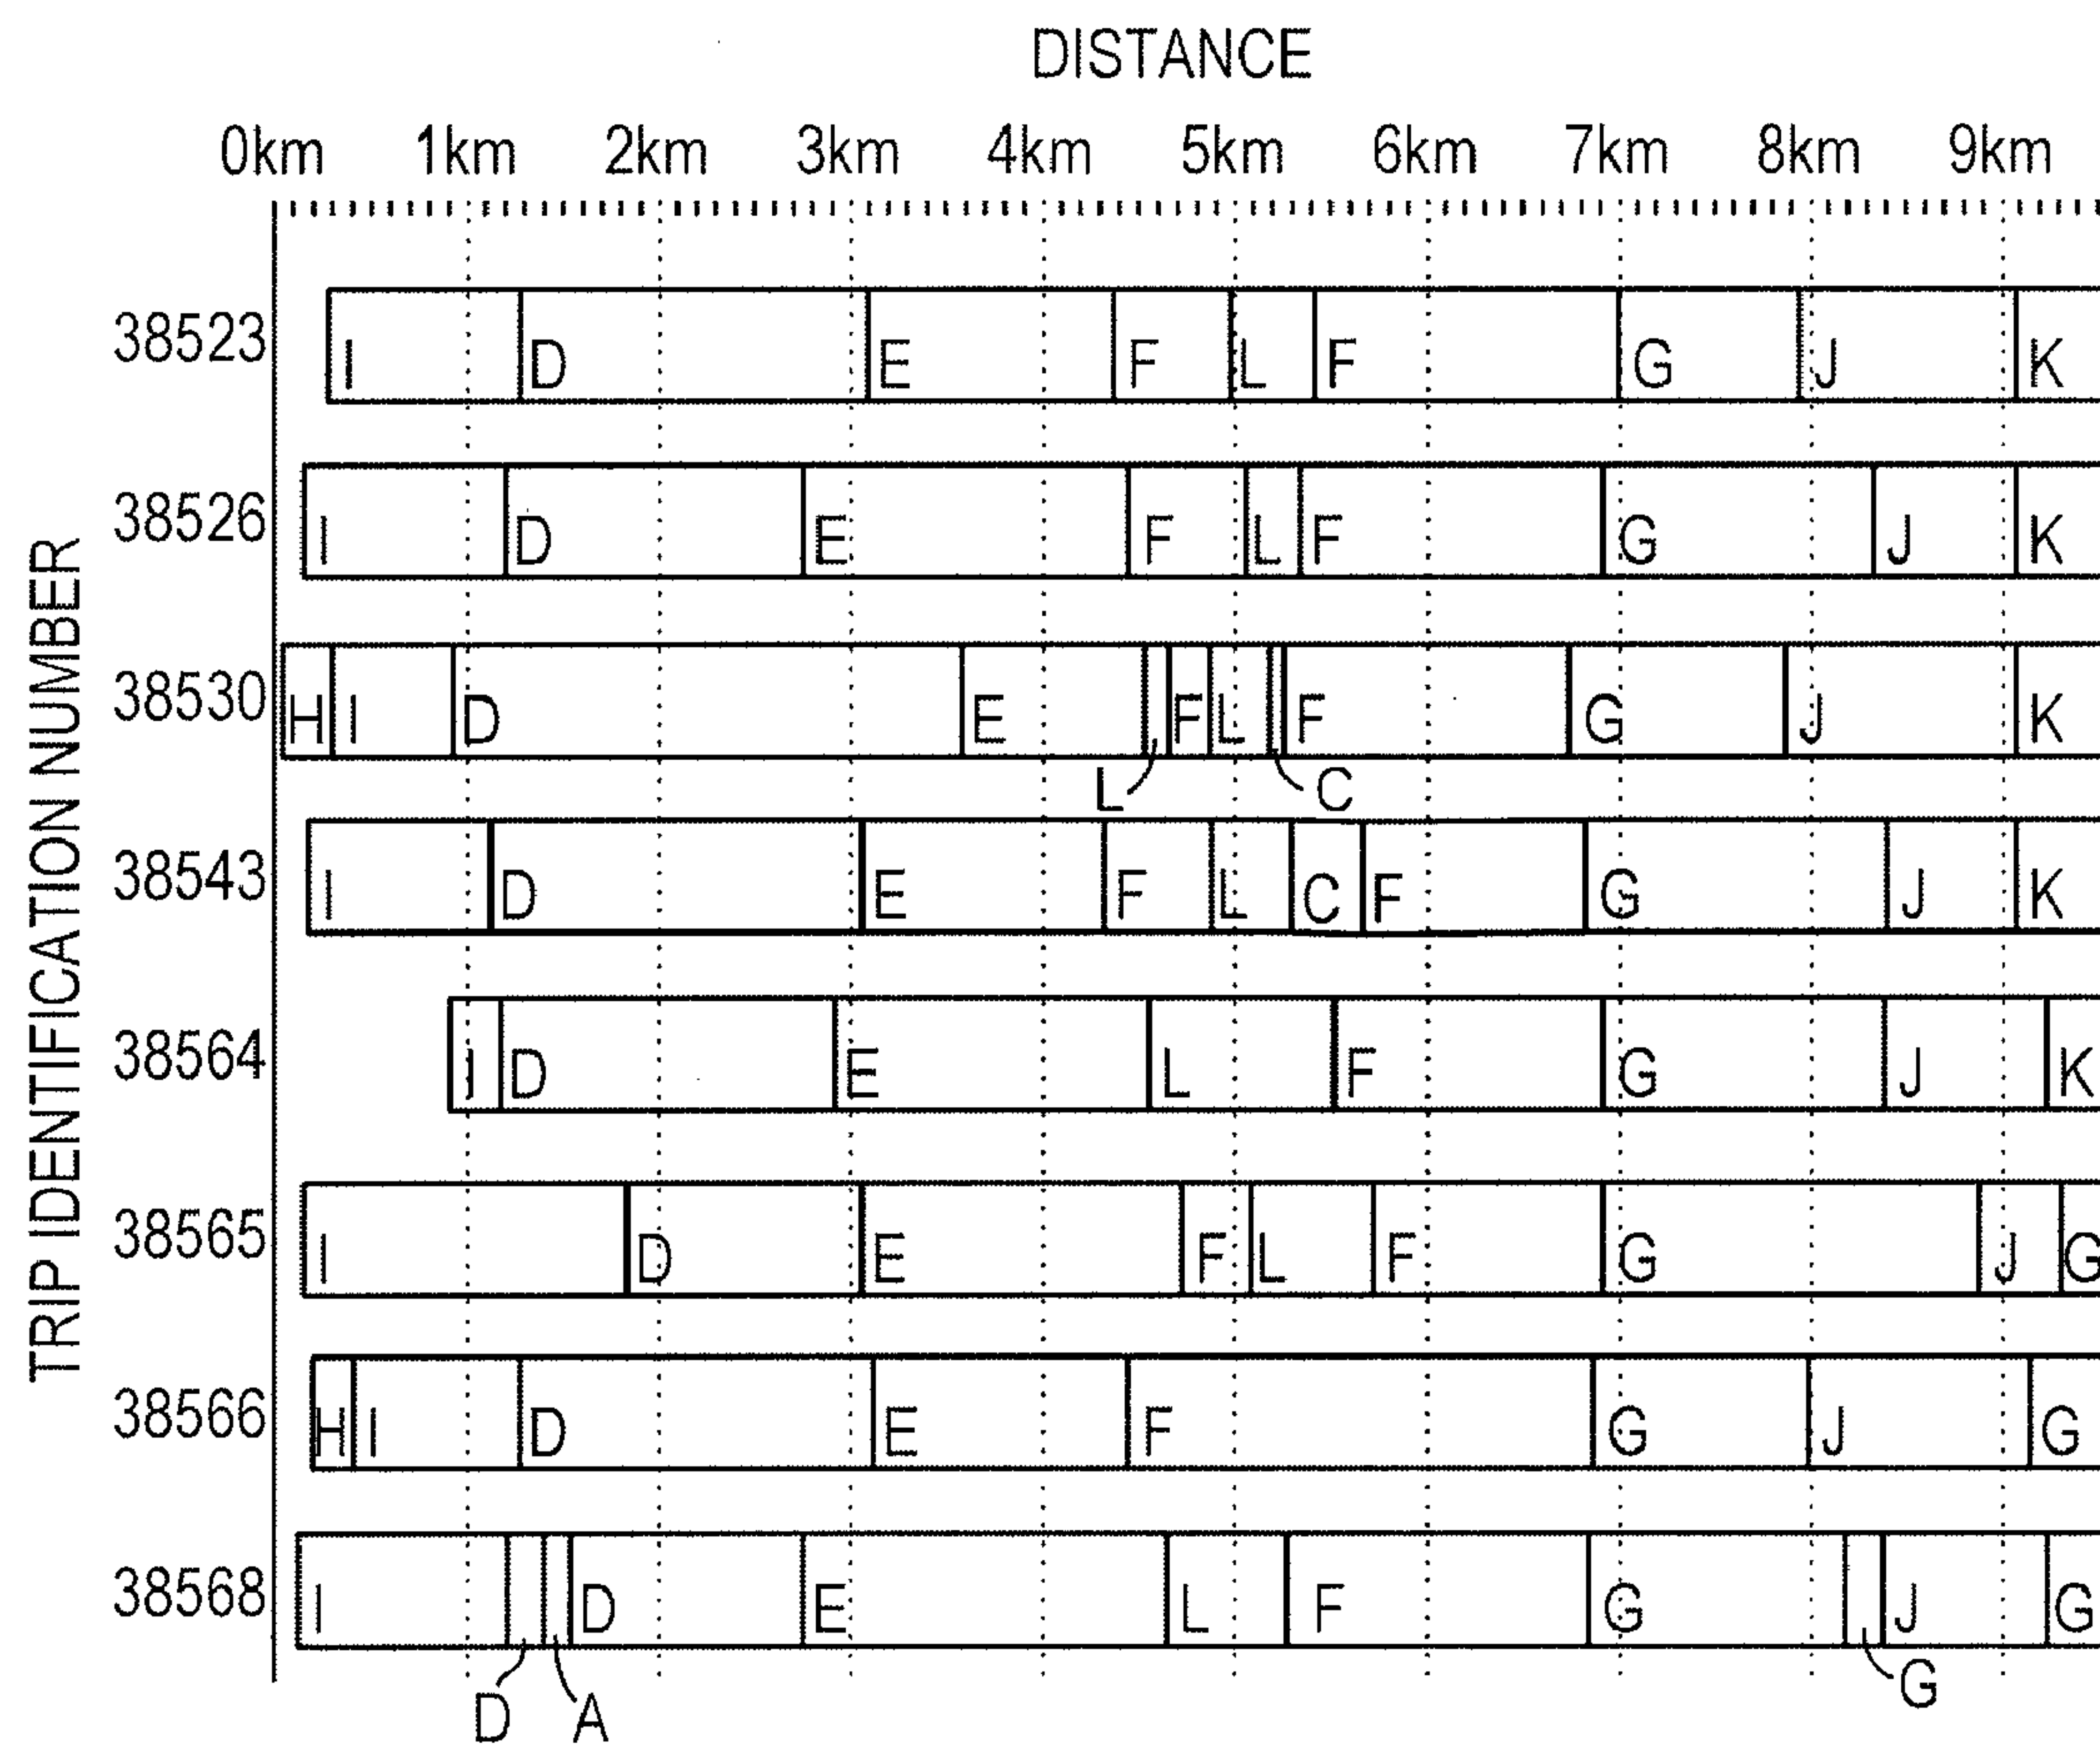 DISTANCE
0km 1km 2km 3km 4km 5km 6km 7km 8km 9km
TRIP IDENTIFICATION NUMBER
38523 I D E F L F G J K
38526 I D E F L F G J K
38530 H I D E F L F G J K
L C
38543 I D E F L C F G J K
38564 I D E L F G J K
38565 I D E F L F G J G
38566 H I D E F G J G
38568 I D E L F G J G
D A G